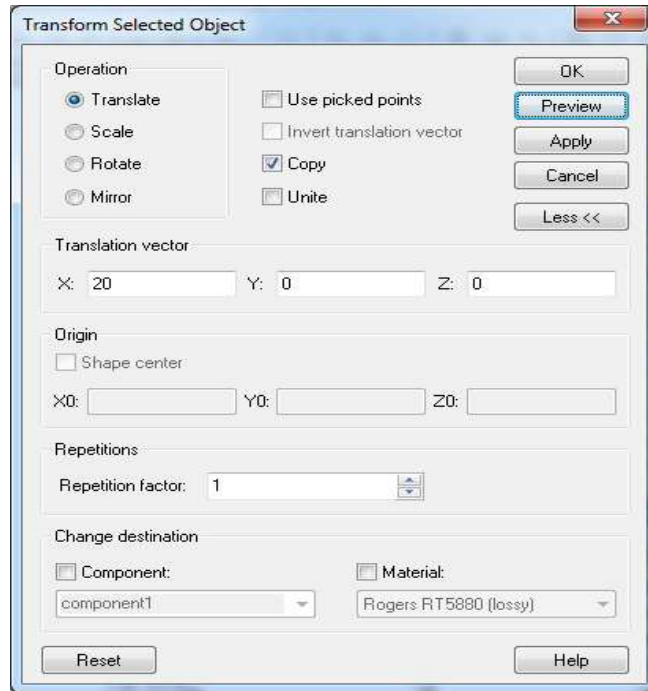 Transform Selected Object
Operation
Translate
Scale
Rotate
Mirror
Use picked points
Invert translation vector
Copy
Unite
OK
Preview
Apply
Cancel
Less <<
Translation vector
X: 20 Y: 0 Z: 0
Origin
Shape center
X0: Y0: Z0:
Repetitions
Repetition factor: 1
Change destination
Component: Material:
component1 Rogers RT5880 (lossy)
Reset Help